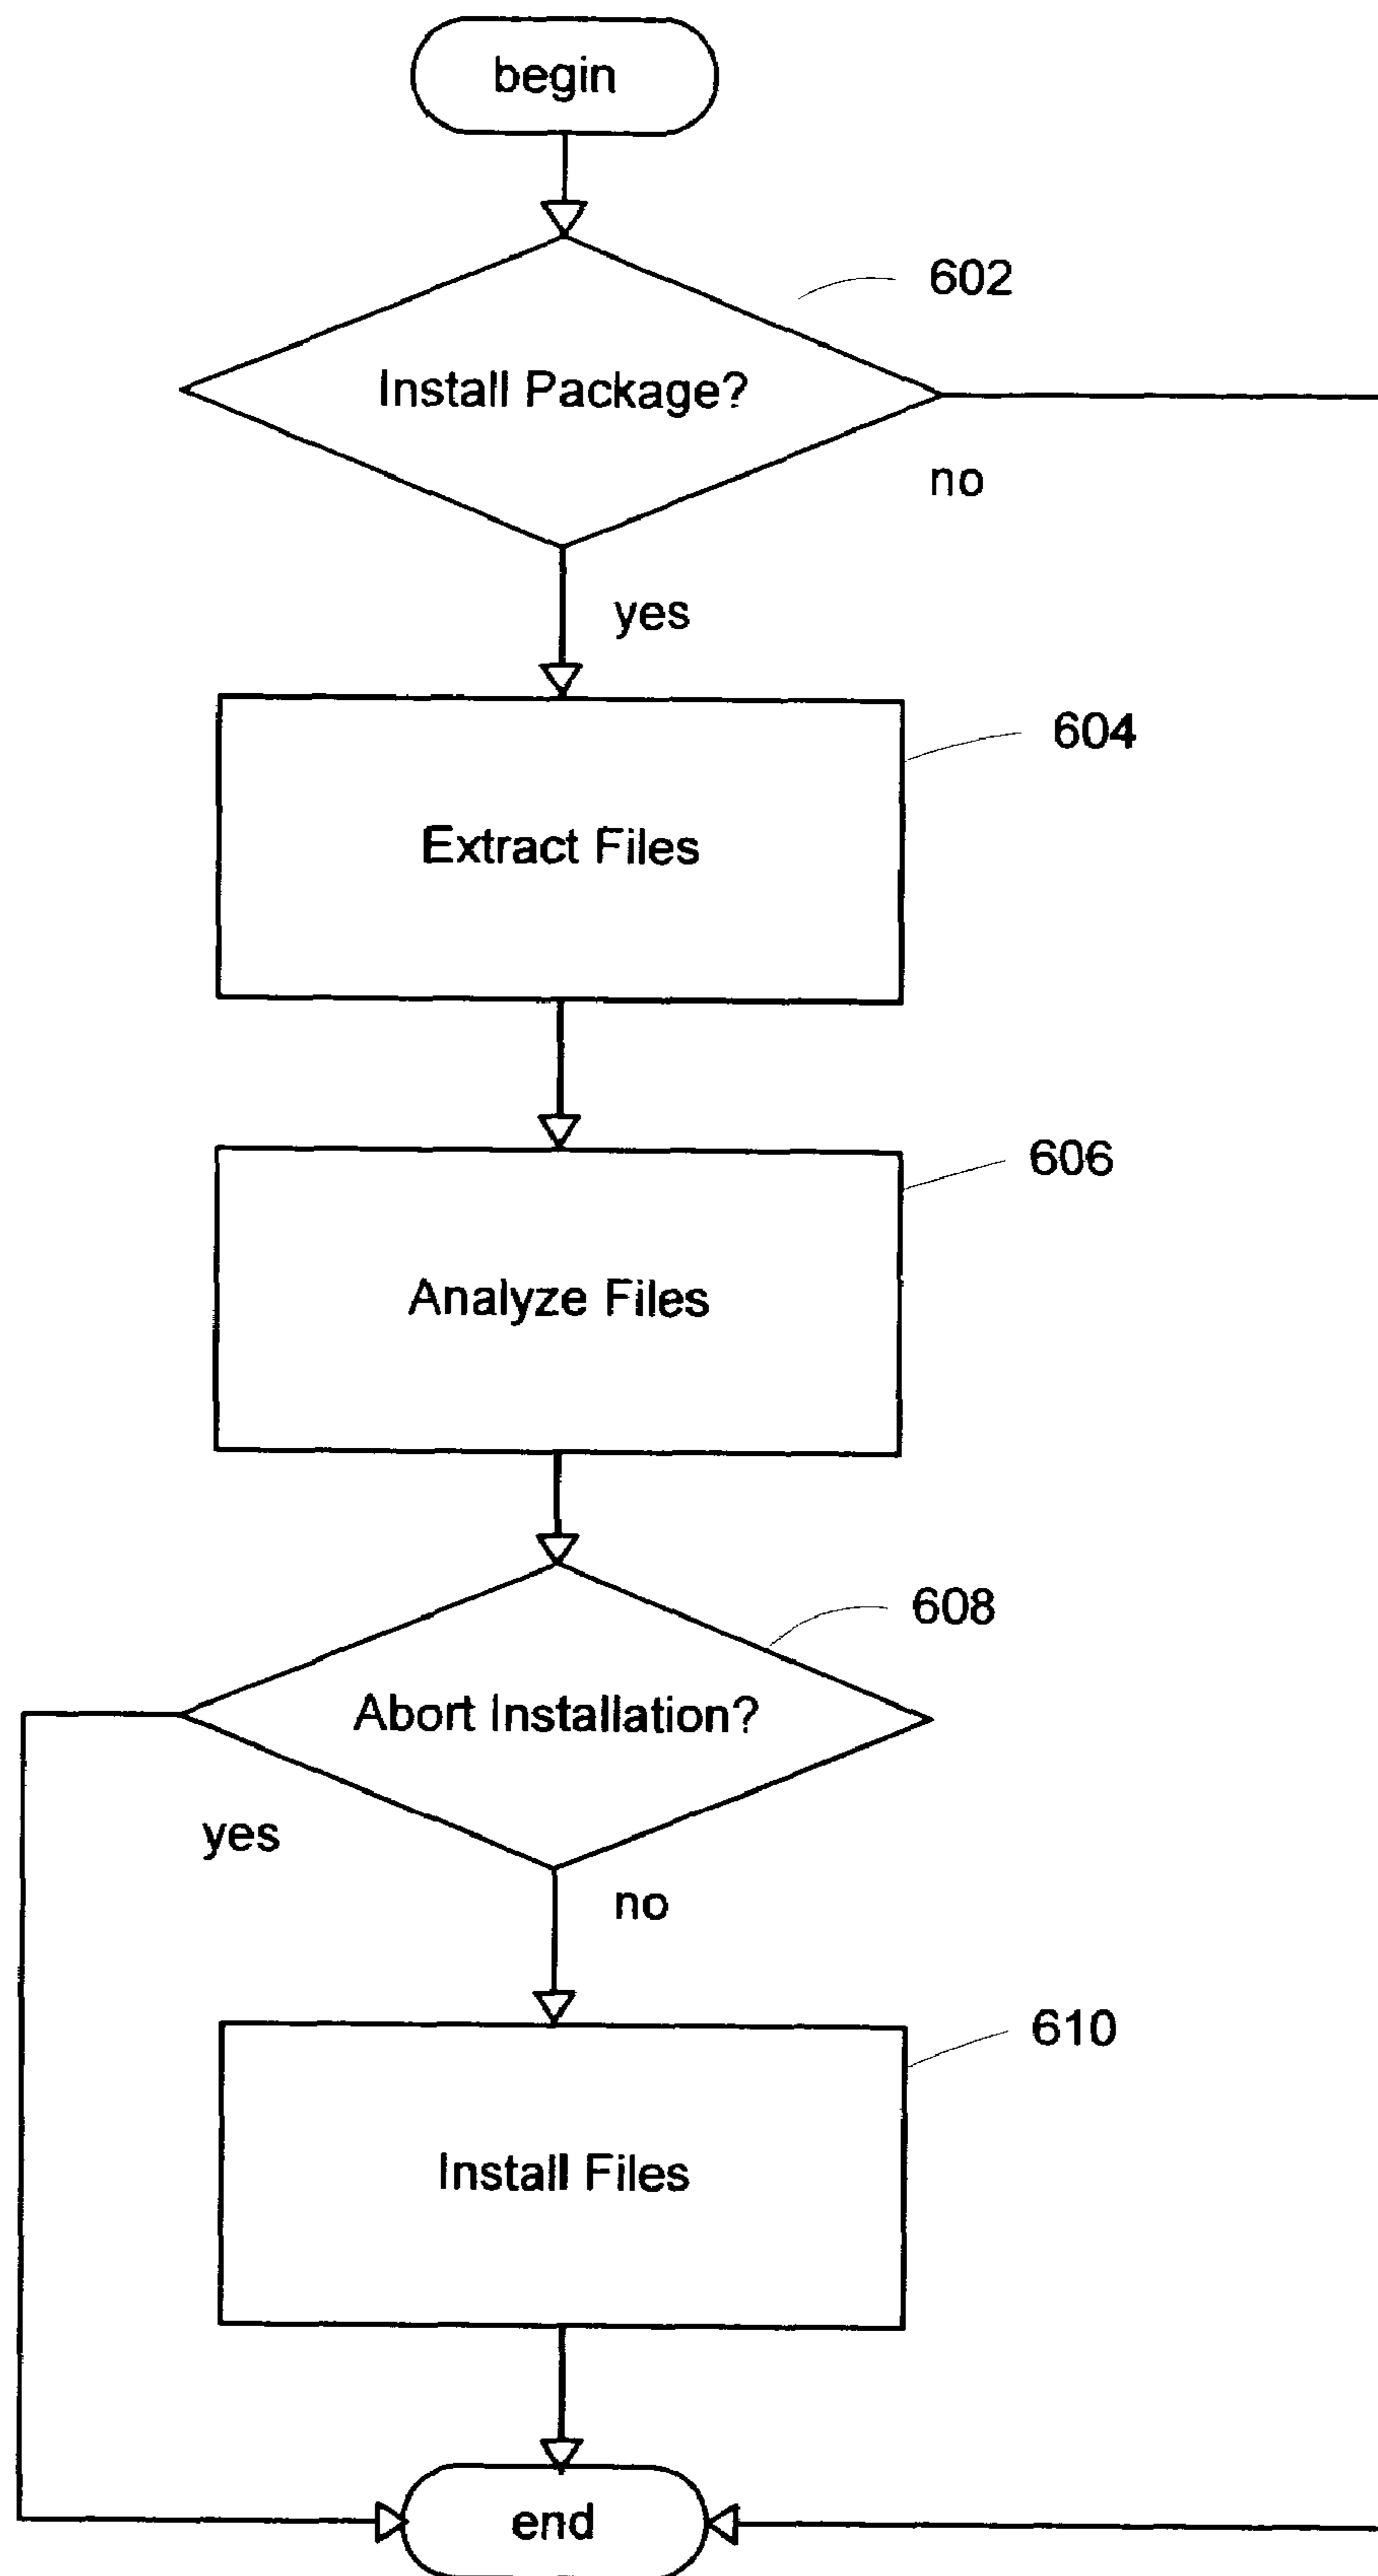 begin
602
Install Package?
no
yes
604
Extract Files
606
Analyze Files
608
Abort Installation?
yes
no
610
Install Files
end